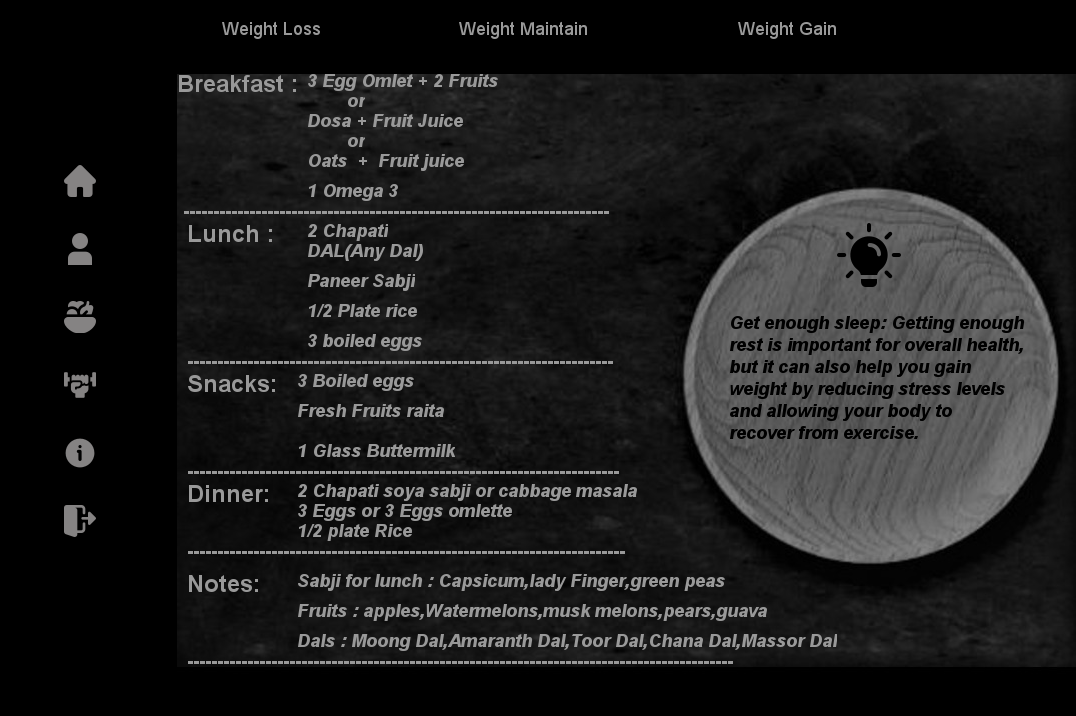 Weight Loss
Weight Maintain
Weight Gain
Breakfast : 3 Egg Omlet + 2 Fruits
or
Dosa + Fruit Juice
or
Oats + Fruit juice
1 Omega 3
Lunch : 2 Chapati
DAL(Any Dal)
Paneer Sabji
1/2 Plate rice
3 boiled eggs
Snacks: 3 Boiled eggs
Fresh Fruits raita
1 Glass Buttermilk
Dinner: 2 Chapati soya sabji or cabbage masala
3 Eggs or 3 Eggs omlette
1/2 plate Rice
Notes: Sabji for lunch : Capsicum,lady Finger,green peas
Fruits : apples,Watermelons,musk melons,pears,guava
Dals : Moong Dal,Amaranth Dal,Toor Dal,Chana Dal,Massor Dal
Get enough sleep: Getting enough
rest is important for overall health,
but it can also help you gain
weight by reducing stress levels
and allowing your body to
recover from exercise.